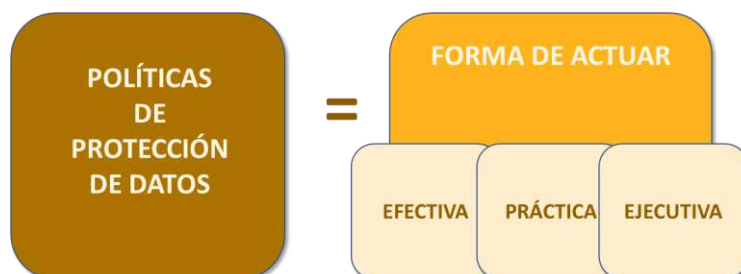 POLÍTICAS
DE
PROTECCIÓN
DE DATOS
=
FORMA DE ACTUAR
EFECTIVA
PRÁCTICA
EJECUTIVA